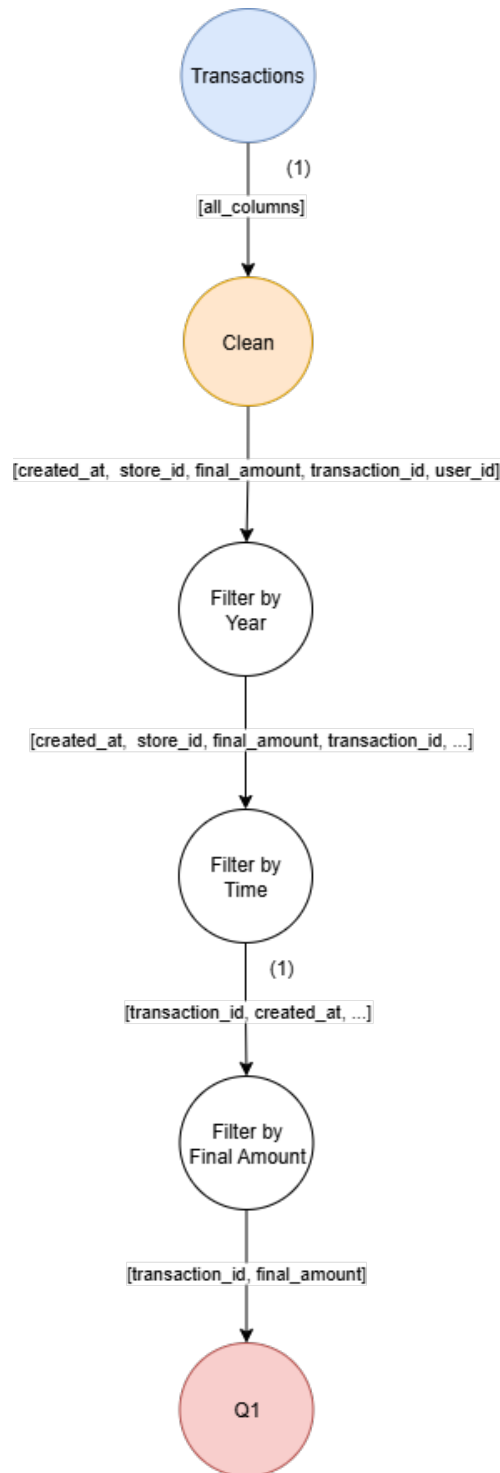 Transactions
(1)
[all_columns]
Clean
[created_at,  store_id, final_amount, transaction_id, user_id]
Filter by
Year
[created_at,  store_id, final_amount, transaction_id, ...]
Filter by
Time
(1)
[transaction_id, created_at, ...]
Filter by
Final Amount
[transaction_id, final_amount]
Q1